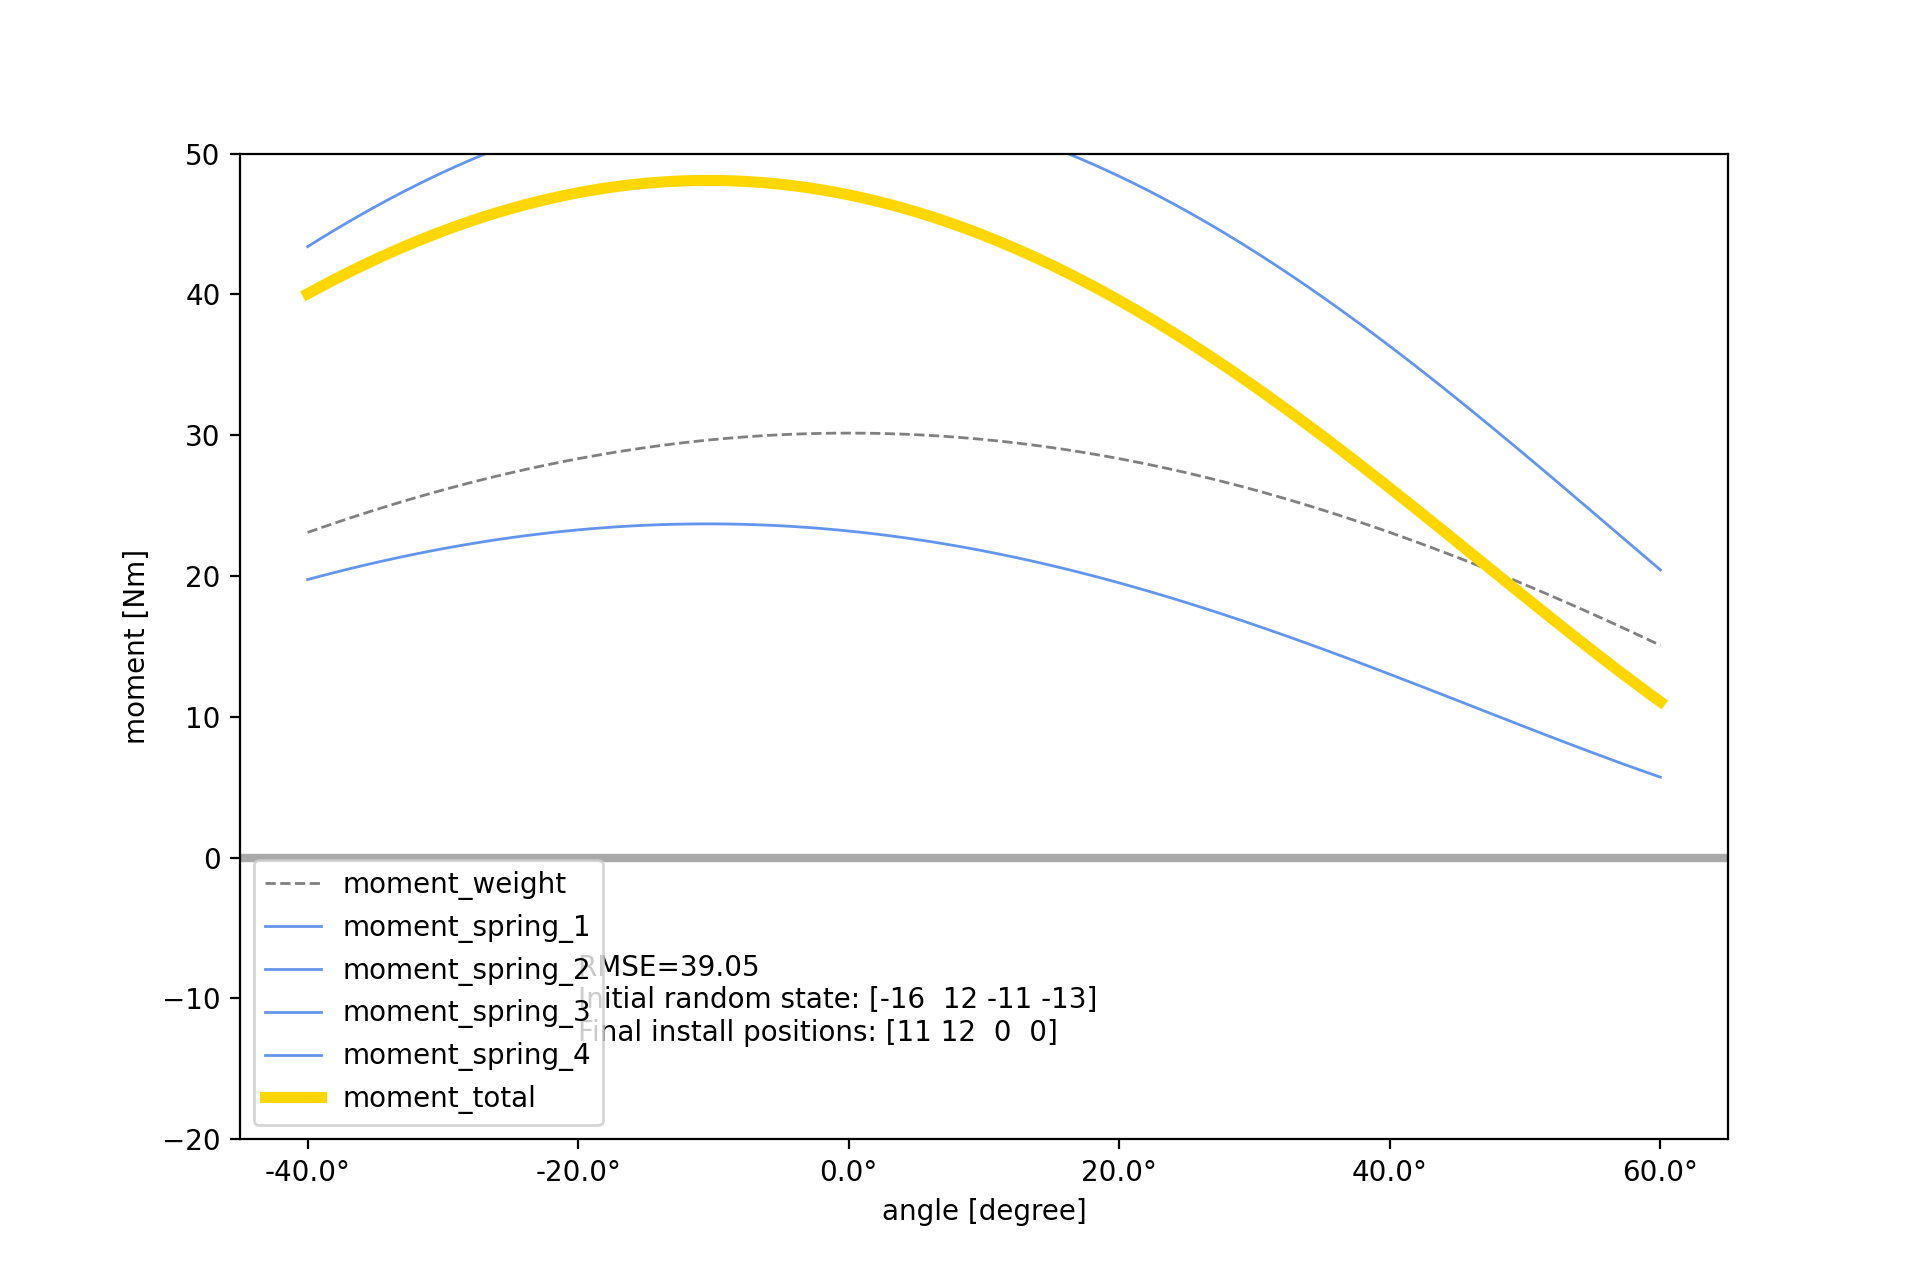 50
40
30
20
10
0
−10
−20
moment [Nm]
moment_weight
moment_spring_1
moment_spring_2
moment_spring_3
moment_spring_4
moment_total
RMSE=39.05
Initial random state: [-16  12 -11 -13]
Final install positions: [11 12  0  0]
-40.0° -20.0° 0.0° 20.0° 40.0° 60.0°
angle [degree]